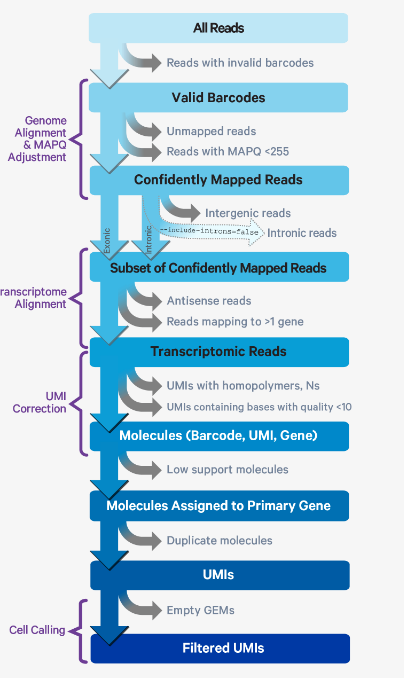 All Reads
Reads with invalid barcodes
Valid Barcodes
Genome
Alignment
& MAPQ
Adjustment
Unmapped reads
Reads with MAPQ <255
Confidently Mapped Reads
Intergenic reads
--include-introns=false
Intronic reads
Exonic
Intronic
Subset of Confidently Mapped Reads
ranscriptome
Alignment
Antisense reads
Reads mapping to >1 gene
Transcriptomic Reads
UMI
Correction
UMIs with homopolymers, Ns
UMIs containing bases with quality <10
Molecules (Barcode, UMI, Gene)
Low support molecules
Molecules Assigned to Primary Gene
Duplicate molecules
UMIs
Cell Calling
Empty GEMs
Filtered UMIs